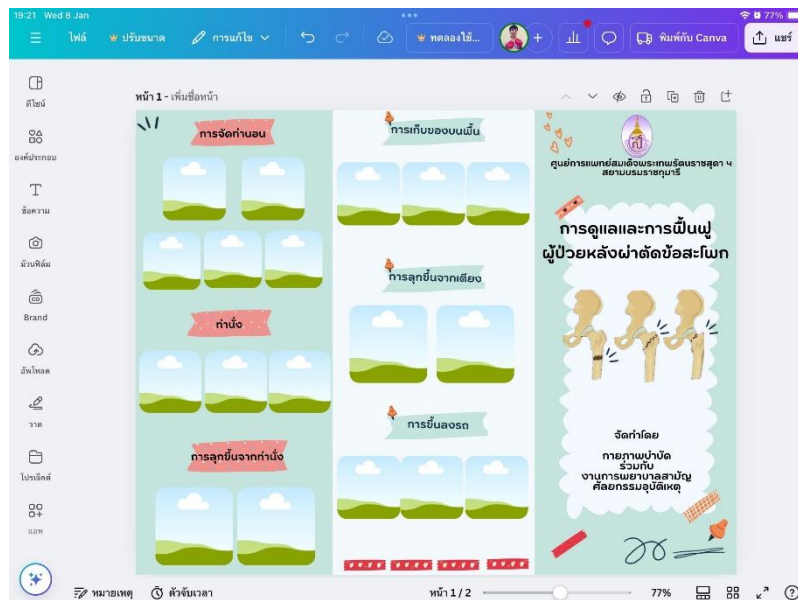 19:21 Wed 8 Jan
77%
ไฟล์
ปรับขนาด
การแก้ไข
ทดลองใช้...
พิมพ์กับ Canva
แชร์
ดีไซน์
องค์ประกอบ
ข้อความ
ม้วนฟิล์ม
Brand
อัพโหลด
วาด
โปรเจ็คต์
แอพ
หน้า 1 - เพิ่มชื่อหน้า
การจัดท่านอน
ท่านั่ง
การลุกขึ้นจากท่านั่ง
การเก็บของบนพื้น
การลุกขึ้นจากเตียง
การขึ้นลงรถ
ศูนย์การแพทย์สมเด็จพระเทพรัตนราชสุดา ฯ
สยามบรมราชกุมารี
การดูแลและการฟื้นฟู
ผู้ป่วยหลังผ่าตัดข้อสะโพก
จัดทำโดย
กายภาพบำบัด
ร่วมกับ
งานการพยาบาลสามัญ
ศัลยกรรมอุบัติเหตุ
หมายเหตุ
ตัวจับเวลา
หน้า 1 / 2
77%